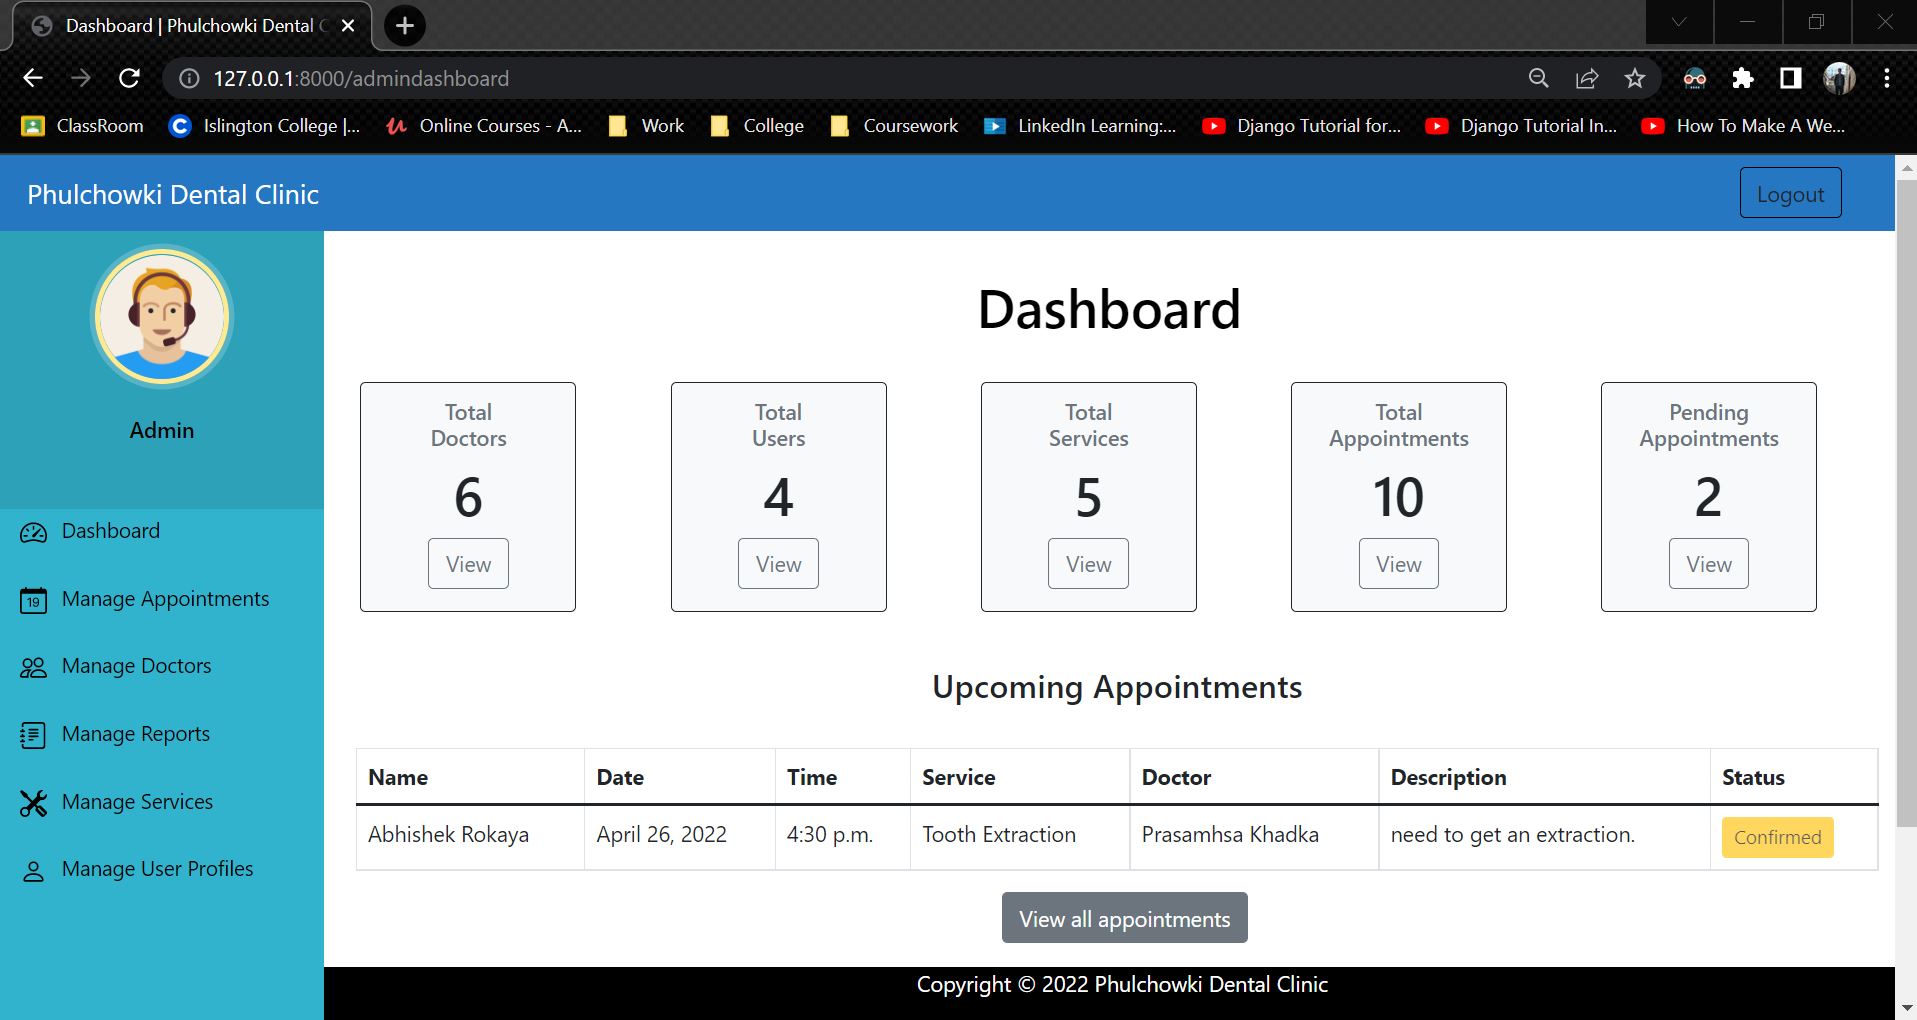 Dashboard | Phulchowki Dental
127.0.0.1:8000/admindashboard
ClassRoom Islington College |... Online Courses - A... Work College Coursework LinkedIn Learning:... Django Tutorial for... Django Tutorial In... How To Make A We...
Phulchowki Dental Clinic
Logout
Admin
Dashboard
19 Manage Appointments
Manage Doctors
Manage Reports
Manage Services
Manage User Profiles
Dashboard
Total
Doctors
6
View
Total
Users
4
View
Total
Services
5
View
Total
Appointments
10
View
Pending
Appointments
2
View
Upcoming Appointments
Name Date Time Service Doctor Description Status
Abhishek Rokaya April 26, 2022 4:30 p.m. Tooth Extraction Prasamhsa Khadka need to get an extraction. Confirmed
View all appointments
Copyright © 2022 Phulchowki Dental Clinic